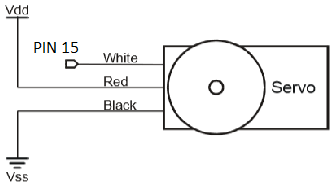 Vdd
PIN 15
White
Red
Servo
Black
Vss